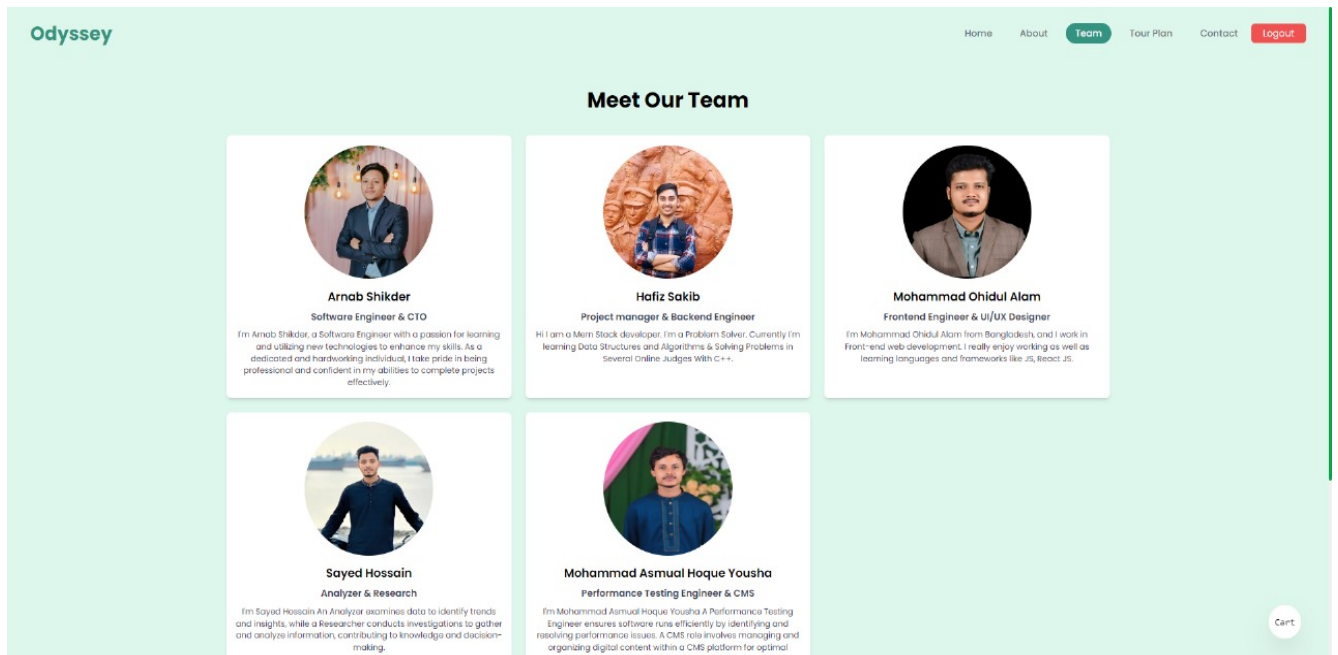 Odyssey
Home About Team Tour Plan Contact Logout
Meet Our Team
Arnab Shikder
Software Engineer & CTO
I'm Arnab Shikder, a Software Engineer with a passion for learning
and utilizing new technologies to enhance my skills. As a
dedicated and hardworking individual, I take pride in being
professional and confident in my abilities to complete projects
effectively.
Hafiz Sakib
Project manager & Backend Engineer
Hi I am a Mern Stack developer. I'm a Problem Solver. Currently I'm
learning Data Structures and Algorithms & Solving Problems in
Several Online Judges With C++.
Mohammad Ohidul Alam
Frontend Engineer & UI/UX Designer
I'm Mohammad Ohidul Alam from Bangladesh, and I work in
Front-end web development. I really enjoy working as well as
learning languages and frameworks like JS, React JS.
Sayed Hossain
Analyzer & Research
I'm Sayed Hossain An Analyzer examines data to identify trends
and insights, while a Researcher conducts investigations to gather
and analyze information, contributing to knowledge and decision-
making.
Mohammad Asmual Hoque Yousha
Performance Testing Engineer & CMS
I'm Mohammad Asmual Hoque Yousha A Performance Testing
Engineer ensures software runs efficiently by identifying and
resolving performance issues. A CMS role involves managing and
organizing digital content within a CMS platform for optimal
Cart